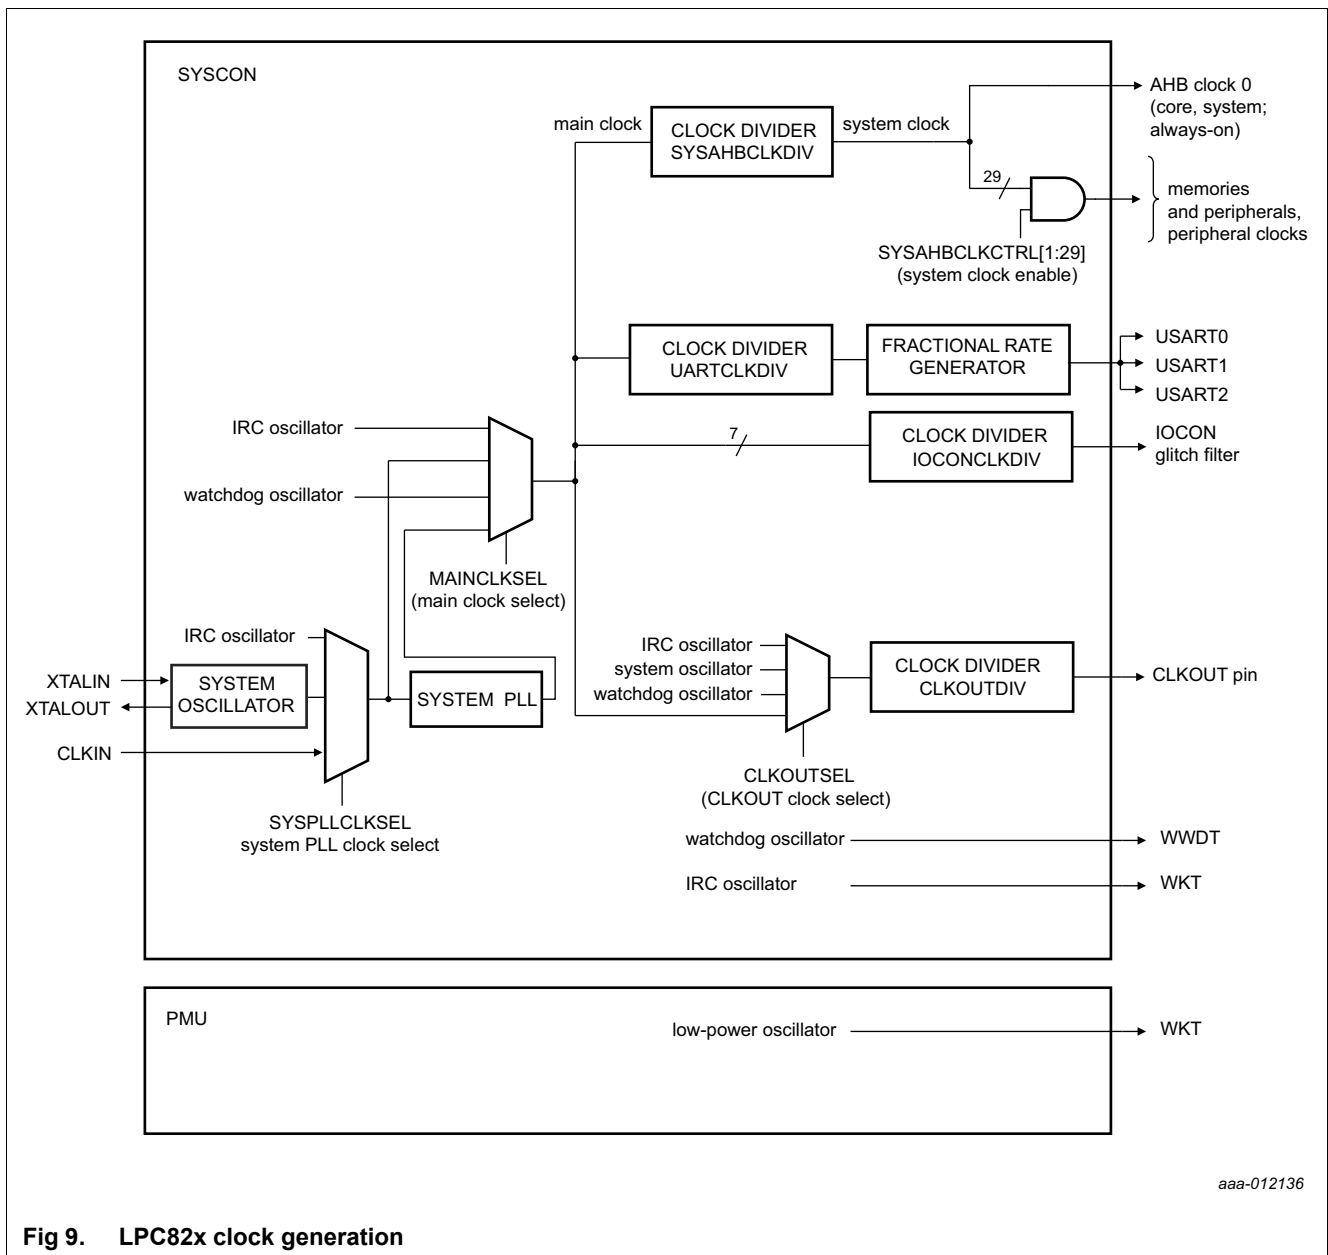 SYSCON
AHB clock 0
(core, system;
always-on)
main clock
CLOCK DIVIDER
SYSAHBCLKDIV
system clock
29
memories
and peripherals,
peripheral clocks
SYSAHBCLKCTRL[1:29]
(system clock enable)
CLOCK DIVIDER
UARTCLKDIV
FRACTIONAL RATE
GENERATOR
USART0
USART1
USART2
IRC oscillator
7
CLOCK DIVIDER
IOCONCLKDIV
IOCON
glitch filter
watchdog oscillator
MAINCLKSEL
(main clock select)
IRC oscillator
XTALIN
XTALOUT
SYSTEM
OSCILLATOR
CLKIN
SYSTEM PLL
SYSPLLCLKSEL
system PLL clock select
IRC oscillator
system oscillator
watchdog oscillator
CLOCK DIVIDER
CLKOUTDIV
CLKOUT pin
CLKOUTSEL
(CLKOUT clock select)
watchdog oscillator
WWDT
IRC oscillator
WKT
PMU
low-power oscillator
WKT
aaa-012136
Fig 9. LPC82x clock generation